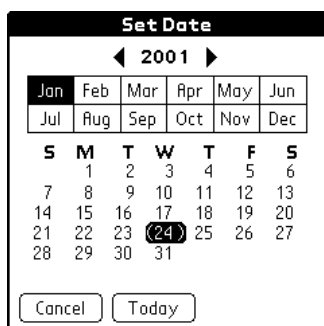 Set Date
2001
Jan Feb Mar Apr May Jun
Jul Aug Sep Oct Nov Dec
S M T W T F S
1 2 3 4 5 6
7 8 9 10 11 12 13
14 15 16 17 18 19 20
21 22 23 (24) 25 26 27
28 29 30 31
Cancel Today